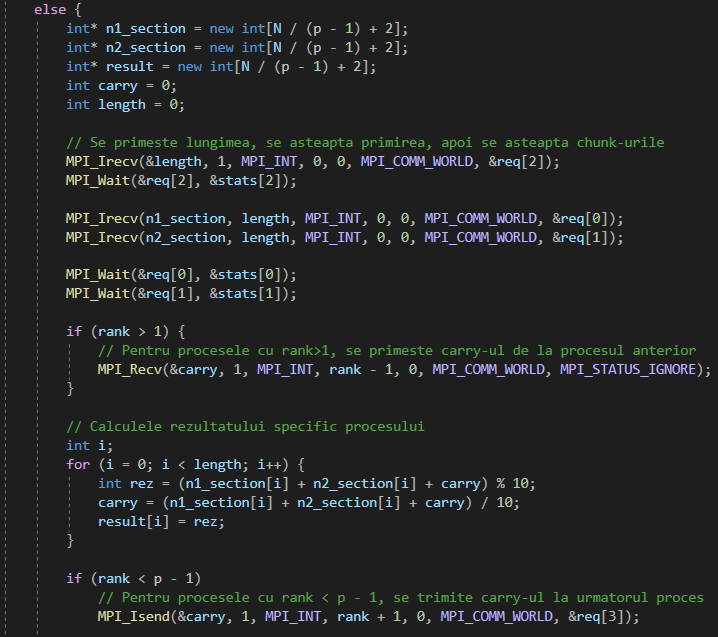 else {
int* n1_section = new int[N / (p - 1) + 2];
int* n2_section = new int[N / (p - 1) + 2];
int* result = new int[N / (p - 1) + 2];
int carry = 0;
int length = 0;
// Se primeste lungimea, se asteapta primirea, apoi se asteapta chunk-urile
MPI_Irecv(&length, 1, MPI_INT, 0, 0, MPI_COMM_WORLD, &req[2]);
MPI_Wait(&req[2], &stats[2]);
MPI_Irecv(n1_section, length, MPI_INT, 0, 0, MPI_COMM_WORLD, &req[0]);
MPI_Irecv(n2_section, length, MPI_INT, 0, 0, MPI_COMM_WORLD, &req[1]);
MPI_Wait(&req[0], &stats[0]);
MPI_Wait(&req[1], &stats[1]);
if (rank > 1) {
// Pentru procesele cu rank>1, se primeste carry-ul de la procesul anterior
MPI_Recv(&carry, 1, MPI_INT, rank - 1, 0, MPI_COMM_WORLD, MPI_STATUS_IGNORE);
}
// Calculele rezultatului specific procesului
int i;
for (i = 0; i < length; i++) {
int rez = (n1_section[i] + n2_section[i] + carry) % 10;
carry = (n1_section[i] + n2_section[i] + carry) / 10;
result[i] = rez;
}
if (rank < p - 1)
// Pentru procesele cu rank < p - 1, se trimite carry-ul la urmatorul proces
MPI_Isend(&carry, 1, MPI_INT, rank + 1, 0, MPI_COMM_WORLD, &req[3]);